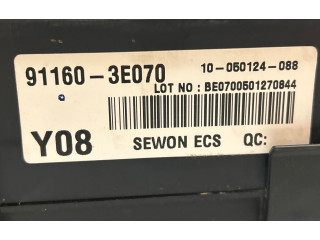 91160-3E070 10-050124-088
LOT NO : BE0700501270844
Y08 SEWON ECS QC: